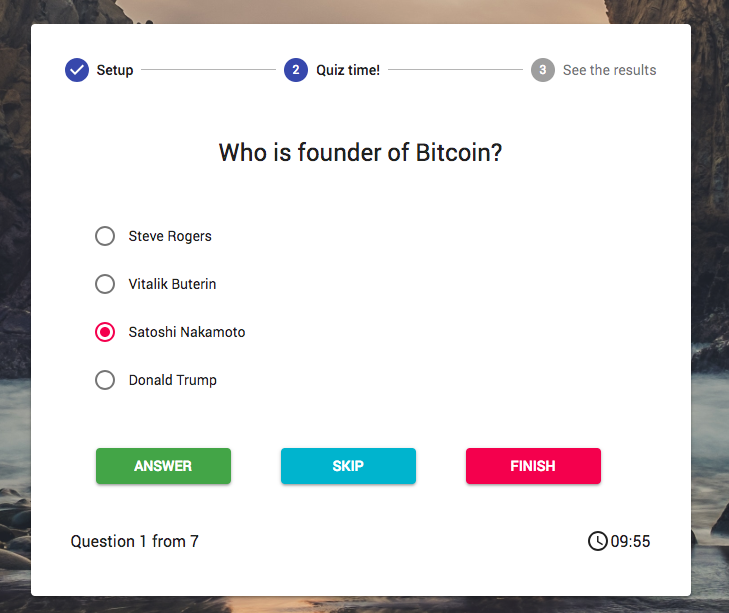 Setup
2 Quiz time!
3 See the results
Who is founder of Bitcoin?
Steve Rogers
Vitalik Buterin
Satoshi Nakamoto
Donald Trump
ANSWER SKIP FINISH
Question 1 from 7 09:55